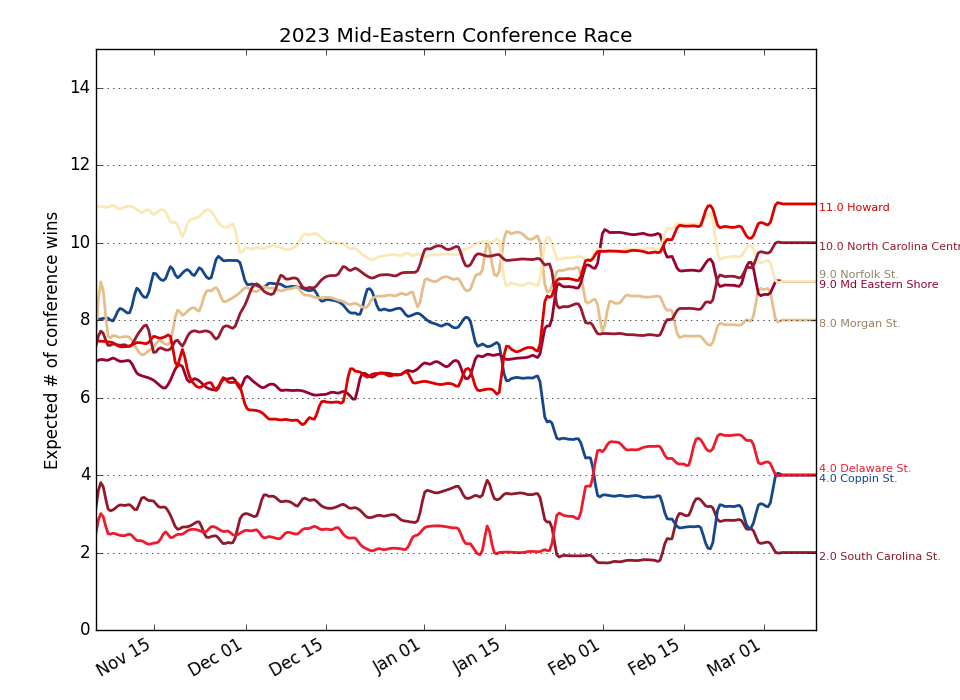 2023 Mid-Eastern Conference Race
Expected # of conference wins
14
12
10
8
6
4
2
0
Nov 15
Dec 01
Dec 15
Jan 01
Jan 15
Feb 01
Feb 15
Mar 01
11.0 Howard
10.0 North Carolina Centr
9.0 Norfolk St.
9.0 Md Eastern Shore
8.0 Morgan St.
4.0 Delaware St.
4.0 Coppin St.
2.0 South Carolina St.